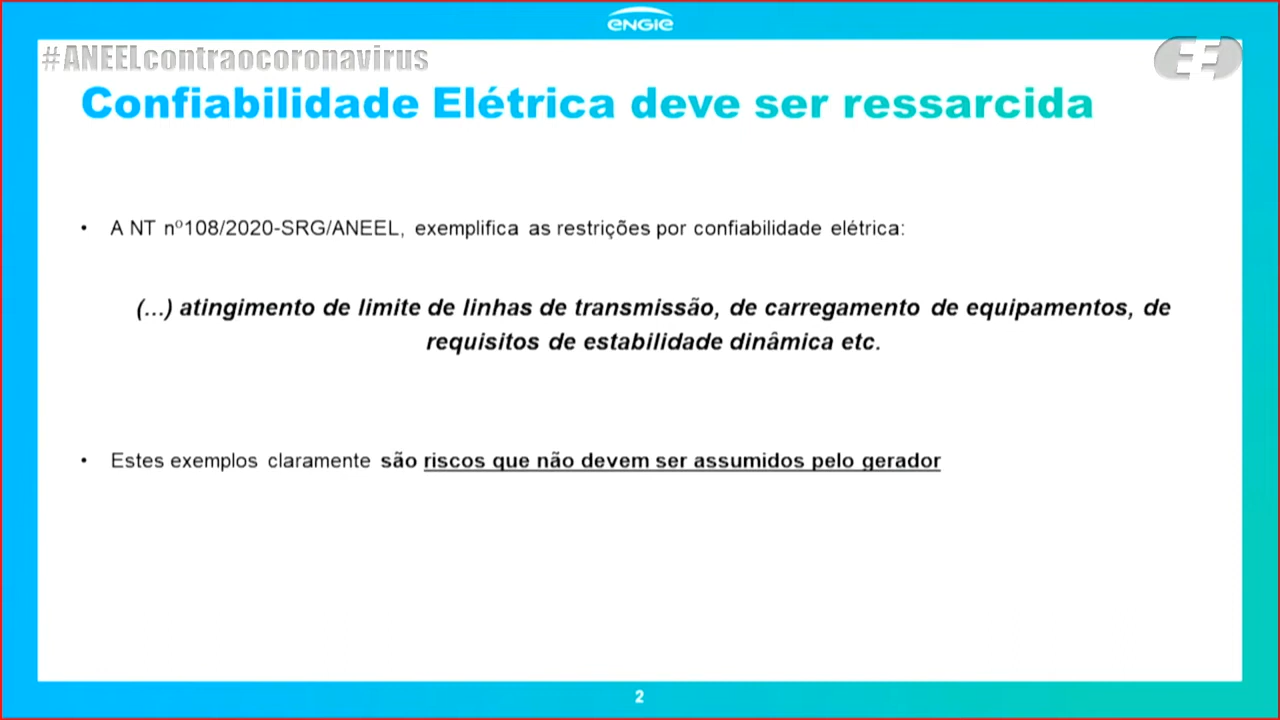 ENGIE
#ANEELcontraocoronavirus
Confiabilidade Elétrica deve ser ressarcida
• A NT nº108/2020-SRG/ANEEL, exemplifica as restrições por confiabilidade elétrica:
(...) atingimento de limite de linhas de transmissão, de carregamento de equipamentos, de
requisitos de estabilidade dinâmica etc.
• Estes exemplos claramente são riscos que não devem ser assumidos pelo gerador
2